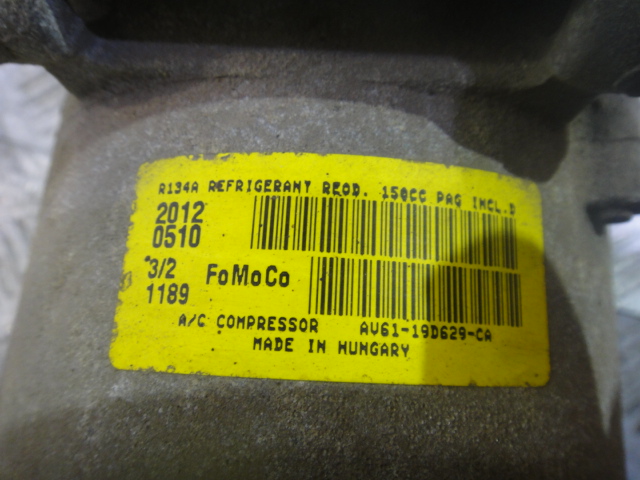 R134A REFRIGERANT REQD. 150CC PAG INCL.D
2012
0510
3/2 FoMoCo
1189
A/C COMPRESSOR AV61-19D629-CA
MADE IN HUNGARY